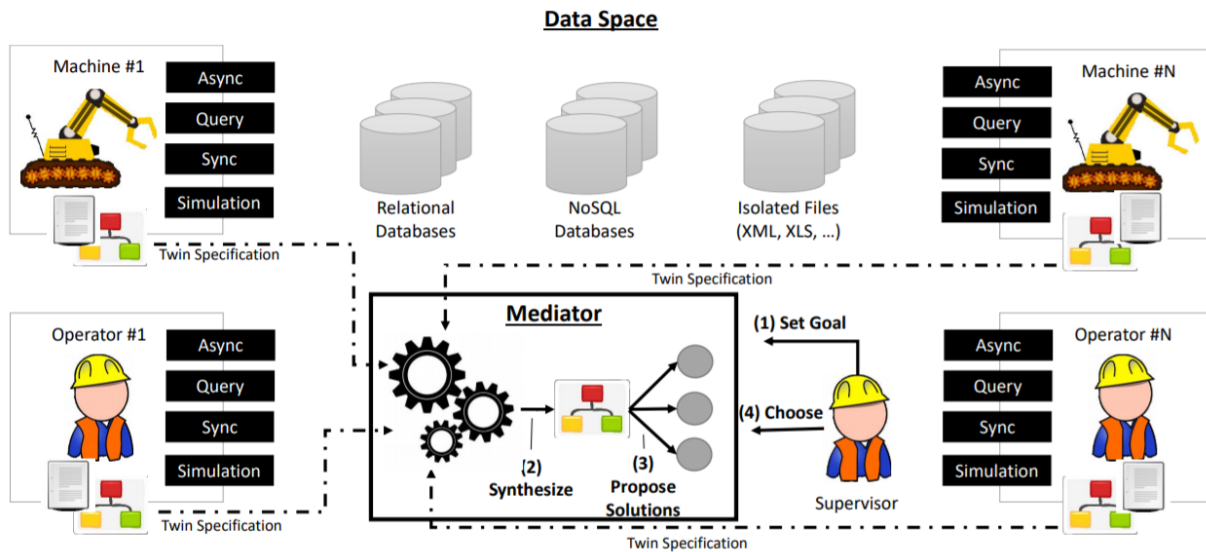 Data Space
Machine #1
Async
Query
Sync
Simulation
Twin Specification
Relational
Databases
NoSQL
Databases
Isolated Files
(XML, XLS, ...)
Machine #N
Async
Query
Sync
Simulation
Twin Specification
Operator #1
Async
Query
Sync
Simulation
Twin Specification
Mediator
(2)
Synthesize
(3)
Propose
Solutions
(1) Set Goal
(4) Choose
Supervisor
Operator #N
Async
Query
Sync
Simulation
Twin Specification